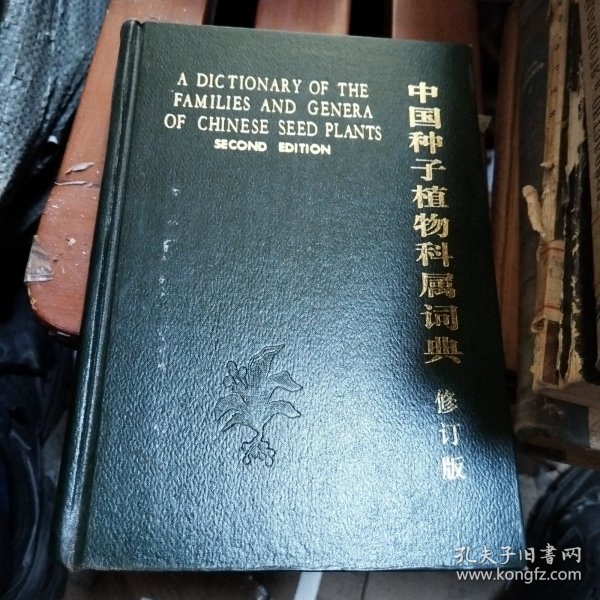 A DICTIONARY OF THE
FAMILIES AND GENERA
OF CHINESE SEED PLANTS
SECOND EDITION
中国种子植物科属词典
修订版
孔夫子旧书网
www.kongfz.com